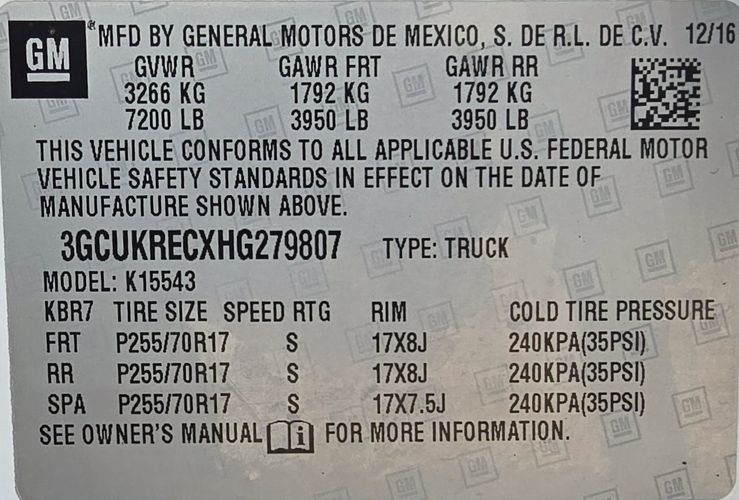 GM® MFD BY GENERAL MOTORS DE MEXICO, S. DE R.L. DE C.V. 12/16
GVWR GAWR FRT GAWR RR
3266 KG 1792 KG 1792 KG
7200 LB 3950 LB 3950 LB
THIS VEHICLE CONFORMS TO ALL APPLICABLE U.S. FEDERAL MOTOR
VEHICLE SAFETY STANDARDS IN EFFECT ON THE DATE OF
MANUFACTURE SHOWN ABOVE.
3GCUKRECXHG279807 TYPE: TRUCK
MODEL: K15543
KBR7 TIRE SIZE SPEED RTG RIM COLD TIRE PRESSURE
FRT P255/70R17 S 17X8J 240KPA(35PSI)
RR P255/70R17 S 17X8J 240KPA(35PSI)
SPA P255/70R17 S 17X7.5J 240KPA(35PSI)
SEE OWNER'S MANUAL i FOR MORE INFORMATION.